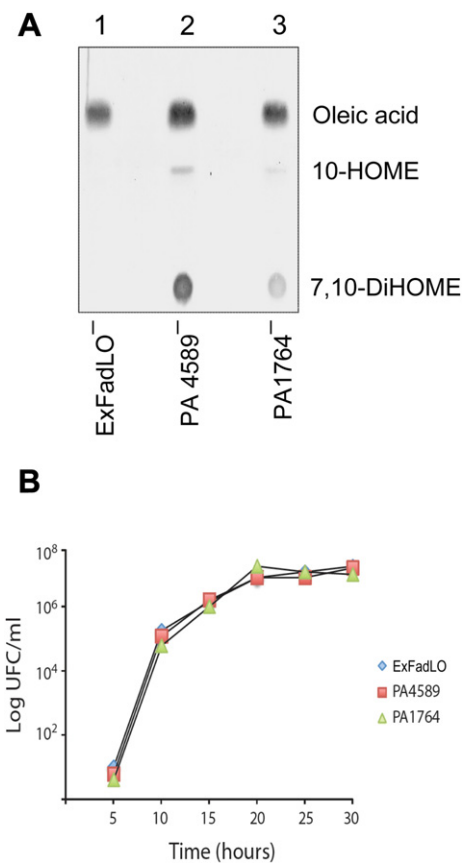 A
1 2 3
Oleic acid
10-HOME
7,10-DiHOME
ExFadLO⁻
PA 4589⁻
PA1764⁻
B
Log UFC/ml
10⁸
10⁶
10⁴
10²
5 10 15 20 25 30
Time (hours)
ExFadLO
PA4589
PA1764